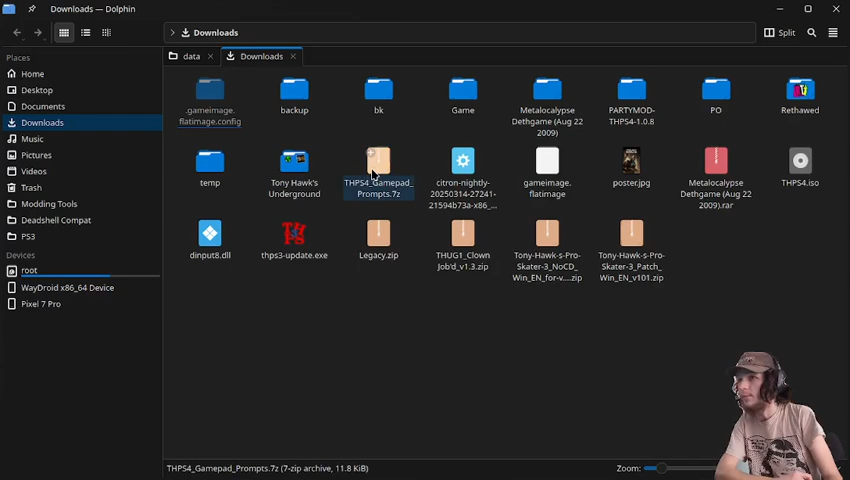 Downloads — Dolphin
Downloads
Split
Places
Home
Desktop
Documents
Downloads
Music
Pictures
Videos
Trash
Modding Tools
Deadshell Compat
PS3
Devices
root
WayDroid x86_64 Device
Pixel 7 Pro
data
Downloads
.gameimage.
flatimage.config
backup
bk
Game
Metalocalypse
Dethgame (Aug 22
2009)
PARTYMOD-
THPS4-1.0.8
PO
Rethawed
temp
Tony Hawk's
Underground
THPS4_Gamepad_
Prompts.7z
citron-nightly-
20250314-27241-
21594b73a-x86_...
gameimage.
flatimage
poster.jpg
Metalocalypse
Dethgame (Aug 22
2009).rar
THPS4.iso
dinput8.dll
thps3-update.exe
Legacy.zip
THUG1_Clown
Job'd_v1.3.zip
Tony-Hawk-s-Pro-
Skater-3_NoCD_
Win_EN_for-v....zip
Tony-Hawk-s-Pro-
Skater-3_Patch_
Win_EN_v101.zip
THPS4_Gamepad_Prompts.7z (7-zip archive, 11.8 KiB)
Zoom: